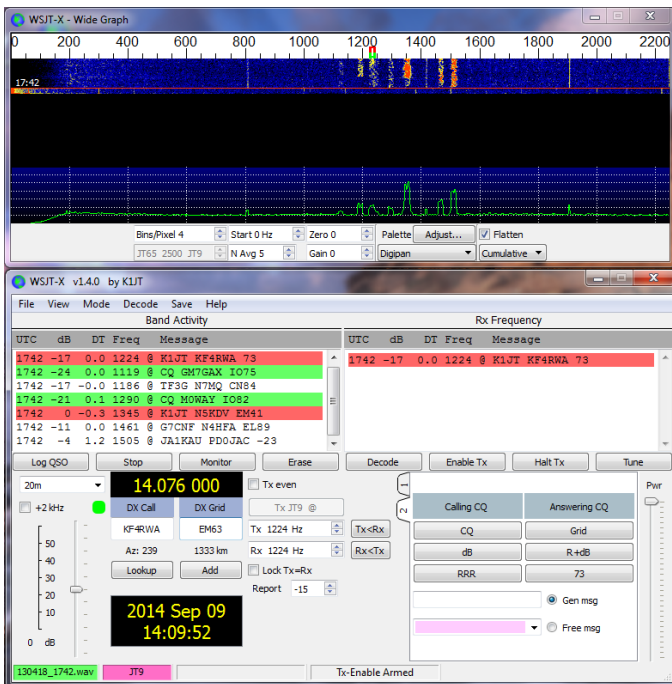 WSJT-X - Wide Graph
0 200 400 600 800 1000 1200 1400 1600 1800 2000 2200
17:42
Bins/Pixel 4 Start 0 Hz Zero 0 Palette Adjust... Flatten
JT65 2500 JT9 N Avg 5 Gain 0 Digipan Cumulative
WSJT-X v1.4.0 by K1JT
File View Mode Decode Save Help
Band Activity Rx Frequency
UTC dB DT Freq Message UTC dB DT Freq Message
1742 -17 0.0 1224 @ K1JT KF4RWA 73 1742 -17 0.0 1224 @ K1JT KF4RWA 73
1742 -24 0.0 1119 @ CQ GM7GAX IO75
1742 -17 -0.0 1186 @ TF3G N7MQ CN84
1742 -21 0.1 1290 @ CQ M0WAY IO82
1742 0 -0.3 1345 @ K1JT N5KDV EM41
1742 -11 0.0 1461 @ G7CNF N4HFA EL89
1742 -4 1.2 1505 @ JA1KAU PD0JAC -23
Log QSO Stop Monitor Erase Decode Enable Tx Halt Tx Tune
20m 14.076 000 Tx even 1 Pwr
+2 kHz DX Call DX Grid Tx JT9 @ 2 Calling CQ Answering CQ
KF4RWA EM63 Tx 1224 Hz Tx<Rx CQ Grid
50 Az: 239 1333 km Rx 1224 Hz Rx<Tx dB R+dB
40 Lookup Add Lock Tx=Rx RRR 73
30 Report -15
20 Gen msg
10 2014 Sep 09 Free msg
0 dB 14:09:52
130418_1742.wav JT9 Tx-Enable Armed